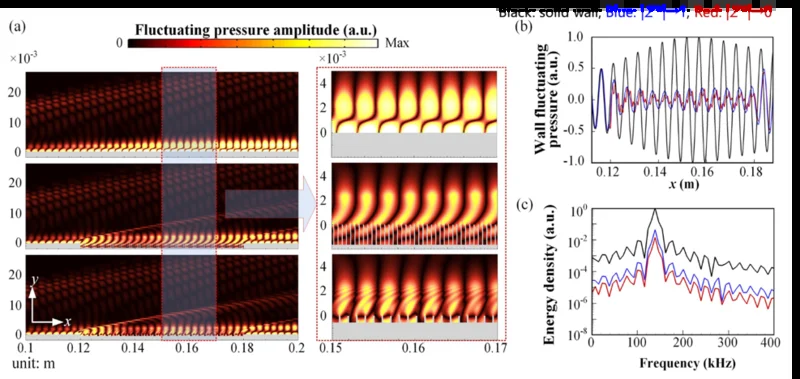 Black: solid wall; Blue: |Z|→1; Red: |Z|→0
(a)
Fluctuating pressure amplitude (a.u.)
0 Max
×10⁻³
20
10
0
20
10
0
20
10
0
y
x
0.1 0.12 0.14 0.16 0.18 0.2
unit: m
×10⁻³
4
2
0
4
2
0
4
2
0
0.15 0.16 0.17
(b)
Wall fluctuating
pressure (a.u.)
1.0
0.5
0.0
-0.5
-1.0
0.12 0.14 0.16 0.18
x (m)
(c)
Energy density (a.u.)
10⁰
10⁻²
10⁻⁴
10⁻⁶
10⁻⁸
0 100 200 300 400
Frequency (kHz)